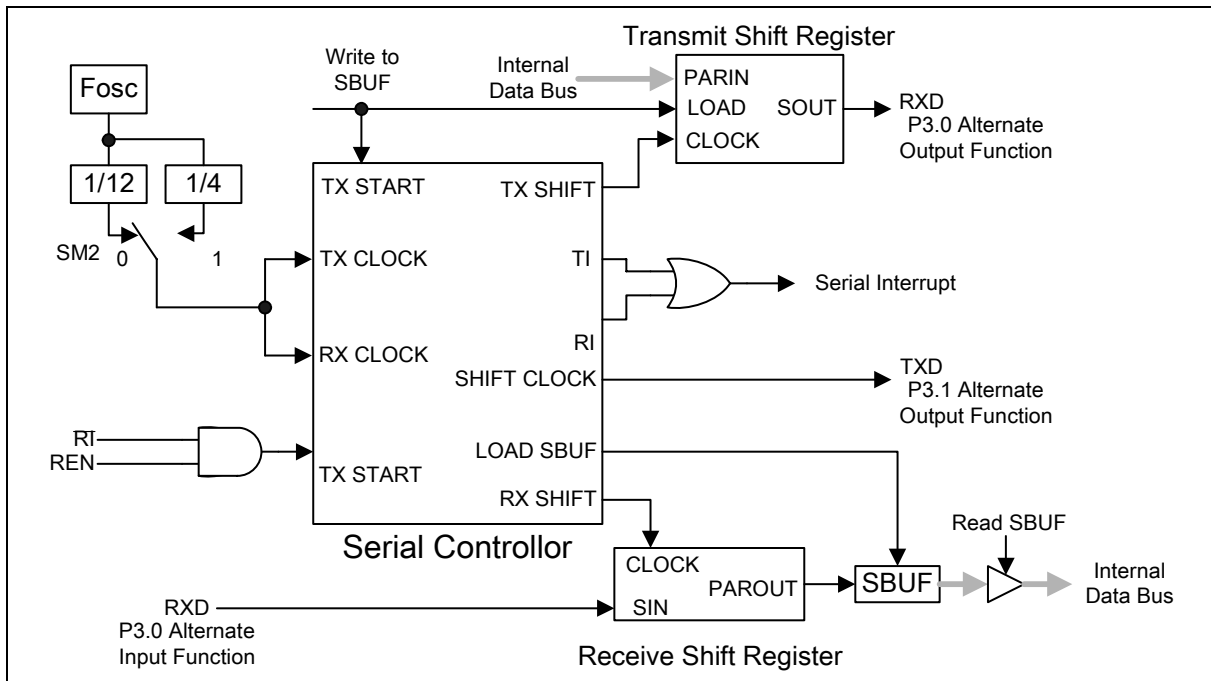 Transmit Shift Register
Write to
SBUF
Internal
Data Bus
PARIN
LOAD
CLOCK
SOUT
RXD
P3.0 Alternate
Output Function
Fosc
1/12
1/4
SM2
0
1
TX START
TX SHIFT
TX CLOCK
TI
Serial Interrupt
RX CLOCK
RI
SHIFT CLOCK
TXD
P3.1 Alternate
Output Function
RI
REN
TX START
LOAD SBUF
RX SHIFT
Serial Controllor
Read SBUF
CLOCK
PAROUT
SIN
SBUF
Internal
Data Bus
RXD
P3.0 Alternate
Input Function
Receive Shift Register